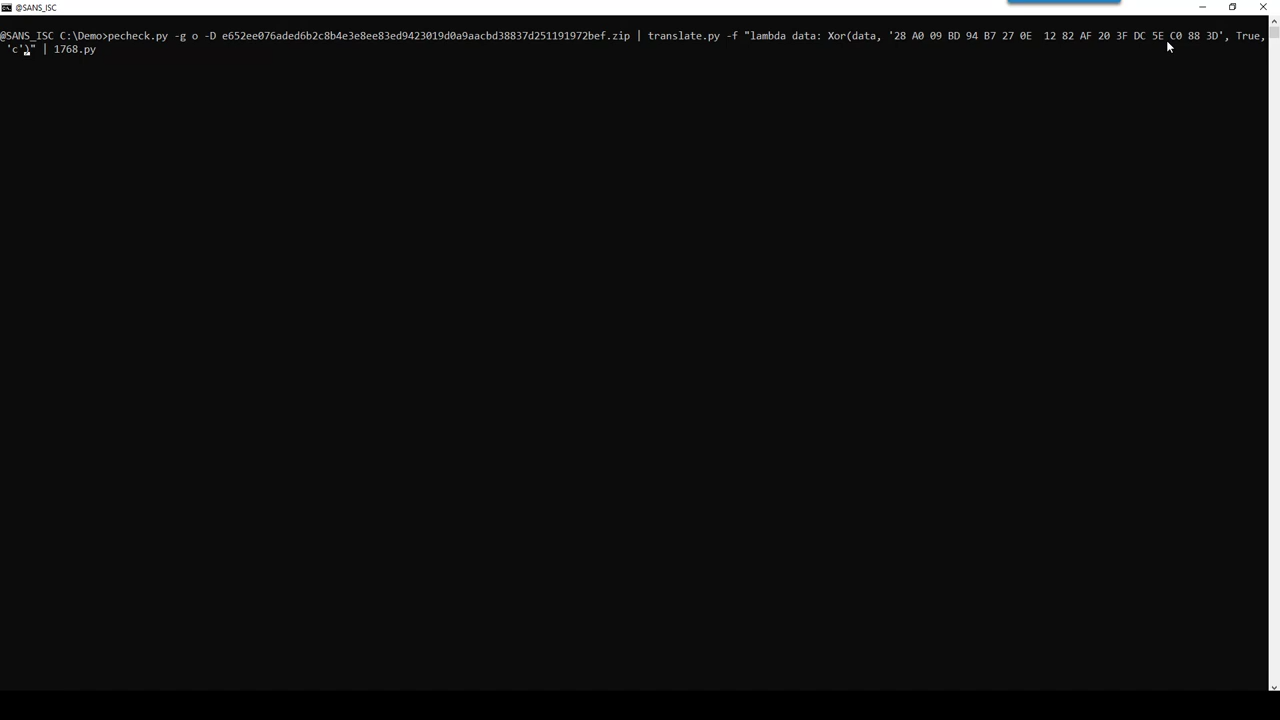 @SANS_ISC
@SANS_ISC C:\Demo>pecheck.py -g o -D e652ee076aded6b2c8b4e3e8ee83ed9423019d0a9aacbd38837d251191972bef.zip | translate.py -f "lambda data: Xor(data, '28 A0 09 BD 94 B7 27 0E  12 82 AF 20 3F DC 5E C0 88 3D', True,
'c')" | 1768.py